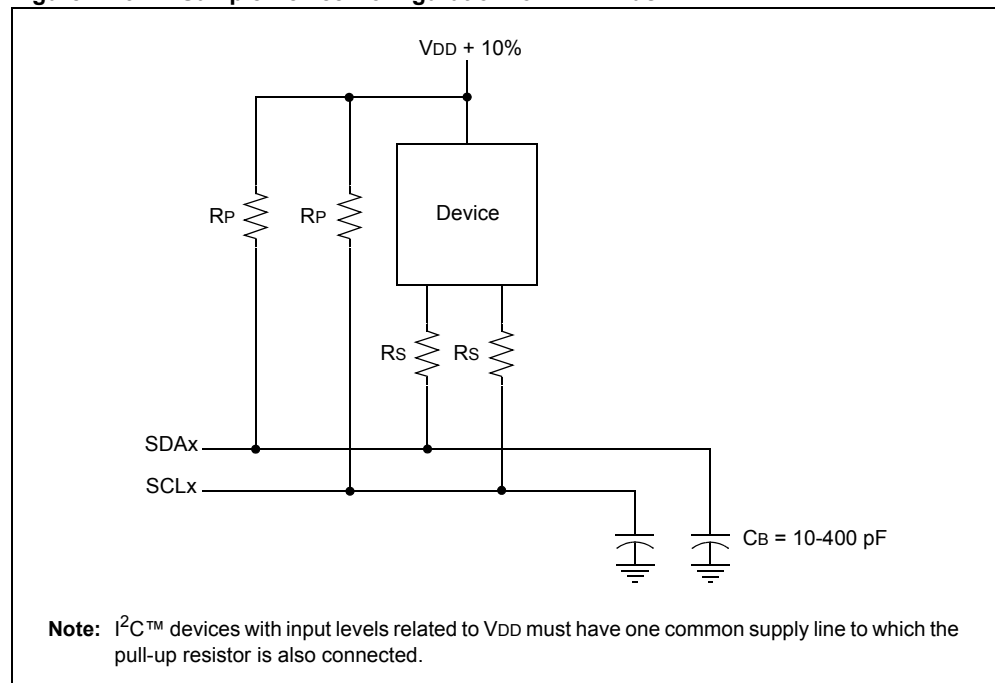 VDD + 10%
RP
RP
Device
RS
RS
SDAx
SCLx
CB = 10-400 pF
Note: I2C™ devices with input levels related to VDD must have one common supply line to which the
pull-up resistor is also connected.